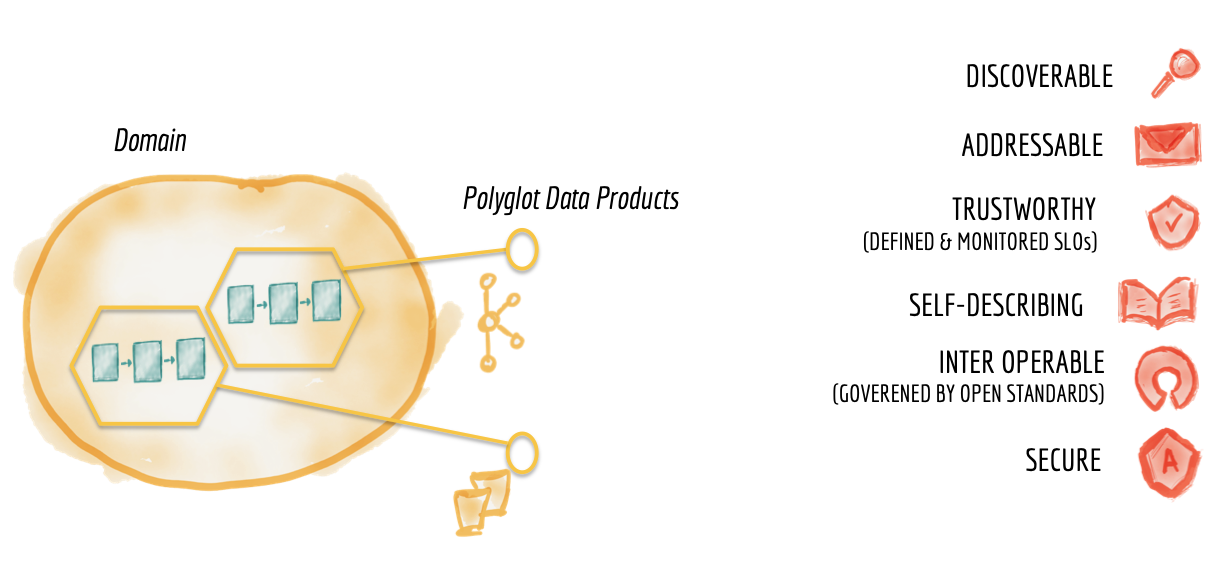 Domain
Polyglot Data Products
DISCOVERABLE
ADDRESSABLE
TRUSTWORTHY
(DEFINED & MONITORED SLOs)
SELF-DESCRIBING
INTER OPERABLE
(GOVERENED BY OPEN STANDARDS)
SECURE
A